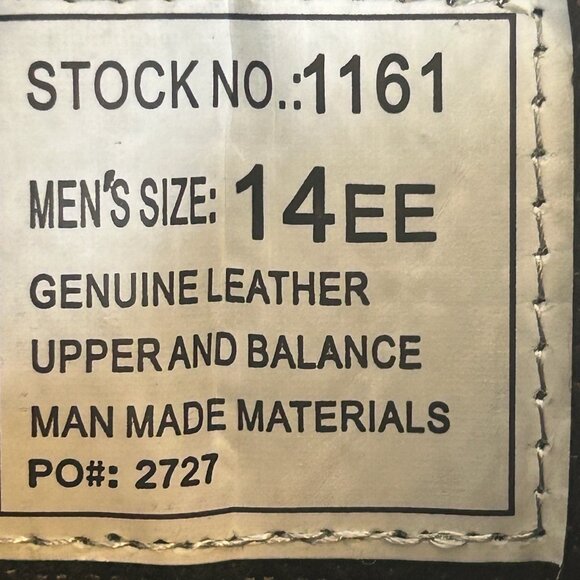 STOCK NO.:1161
MEN'S SIZE: 14EE
GENUINE LEATHER
UPPER AND BALANCE
MAN MADE MATERIALS
PO#: 2727